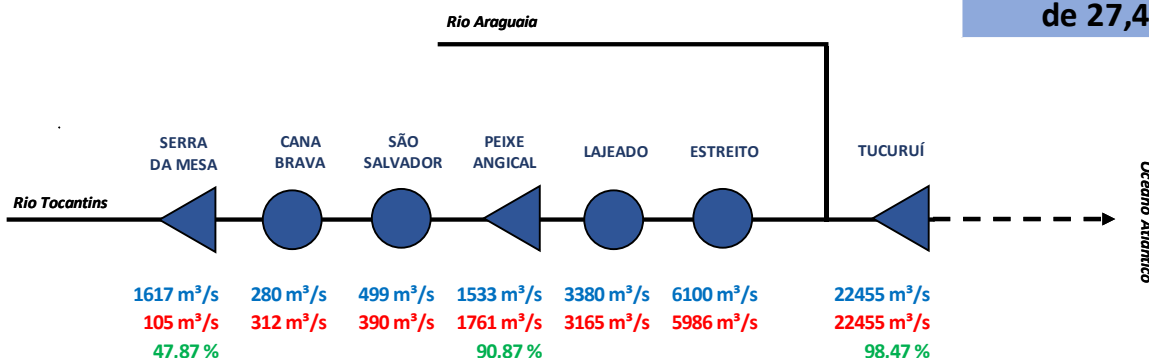 de 27,4
Rio Araguaia
SERRA DA MESA
CANA BRAVA
SÃO SALVADOR
PEIXE ANGICAL
LAJEADO
ESTREITO
TUCURUÍ
Rio Tocantins
Oceano Atlântico
1617 m³/s 280 m³/s 499 m³/s 1533 m³/s 3380 m³/s 6100 m³/s 22455 m³/s
105 m³/s 312 m³/s 390 m³/s 1761 m³/s 3165 m³/s 5986 m³/s 22455 m³/s
47.87 % 90.87 % 98.47 %